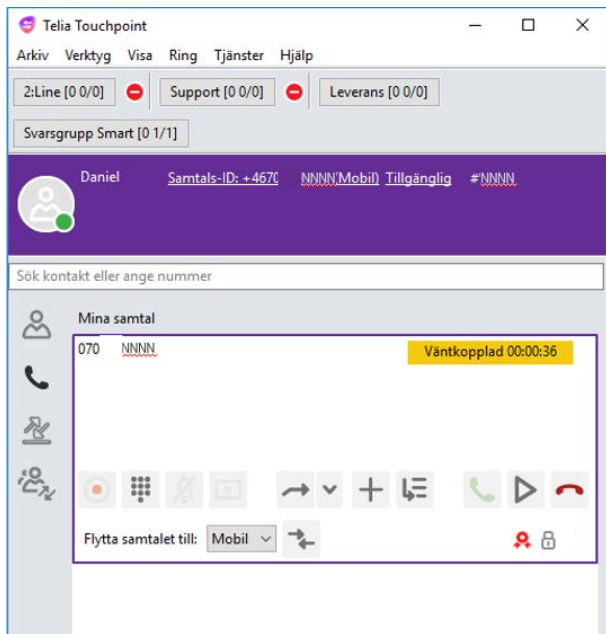 Telia Touchpoint
Arkiv Verktyg Visa Ring Tjänster Hjälp
2:Line [0 0/0] Support [0 0/0] Leverans [0 0/0]
Svarsgrupp Smart [0 1/1]
Daniel Samtals-ID: +4670 NNNN(Mobil) Tillgänglig #NNNN
Sök kontakt eller ange nummer
Mina samtal
070 NNNN Väntkopplad 00:00:36
Flytta samtalet till: Mobil